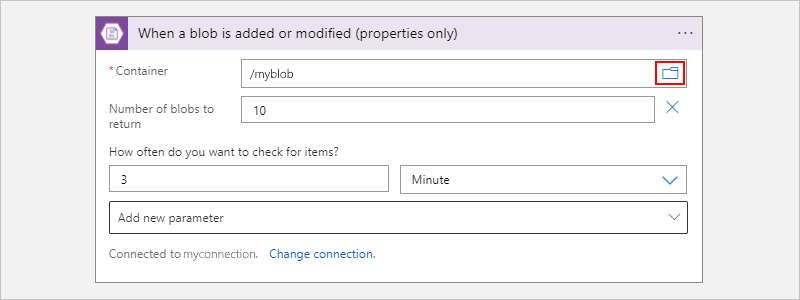 When a blob is added or modified (properties only)
* Container
/myblob
Number of blobs to
return
10
How often do you want to check for items?
3
Minute
Add new parameter
Connected to myconnection. Change connection.